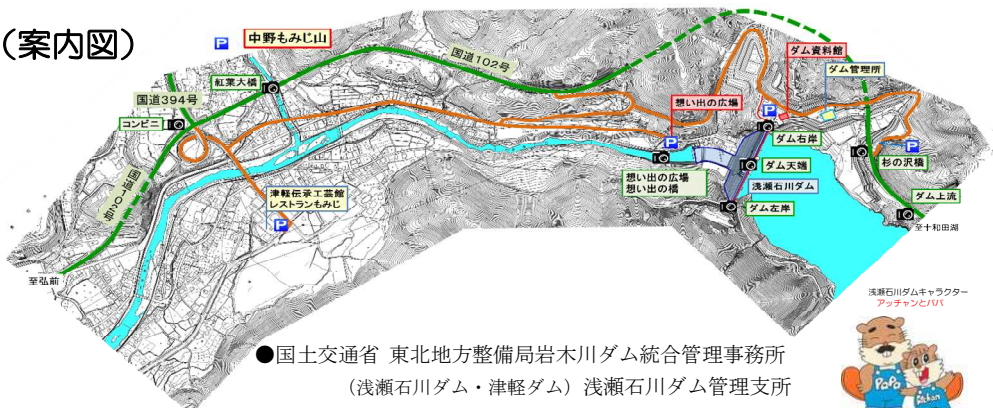 (案内図)
中野もみじ山
P
国道102号
ダム資料館
ダム管理所
紅葉大橋
国道394号
コンビニ
想い出の広場
P
P
ダム右岸
P
杉の沢橋
ダム天端
想い出の広場
想い出の橋
浅瀬石川ダム
ダム左岸
ダム上流
至十和田湖
国道102号
津軽伝承工芸館
レストランもみじ
P
至弘前
浅瀬石川ダムキャラクター
アッチャンとパパ
PaPa
●国土交通省 東北地方整備局岩木川ダム統合管理事務所
(浅瀬石川ダム・津軽ダム)浅瀬石川ダム管理支所